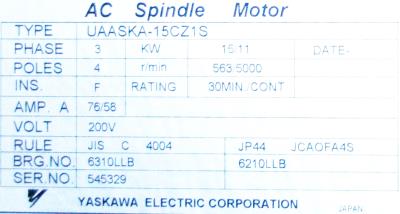 AC Spindle Motor
TYPE UAASKA-15CZ1S
PHASE 3 KW 15/11 DATE-
POLES 4 r/min 563/5000
INS. F RATING 30MIN./CONT
AMP. A 76/58
VOLT 200V
RULE JIS C 4004 JP44 JCAOFA4S
BRG.NO. 6310LLB 6210LLB
SER.NO. 545329
YASKAWA ELECTRIC CORPORATION JAPAN